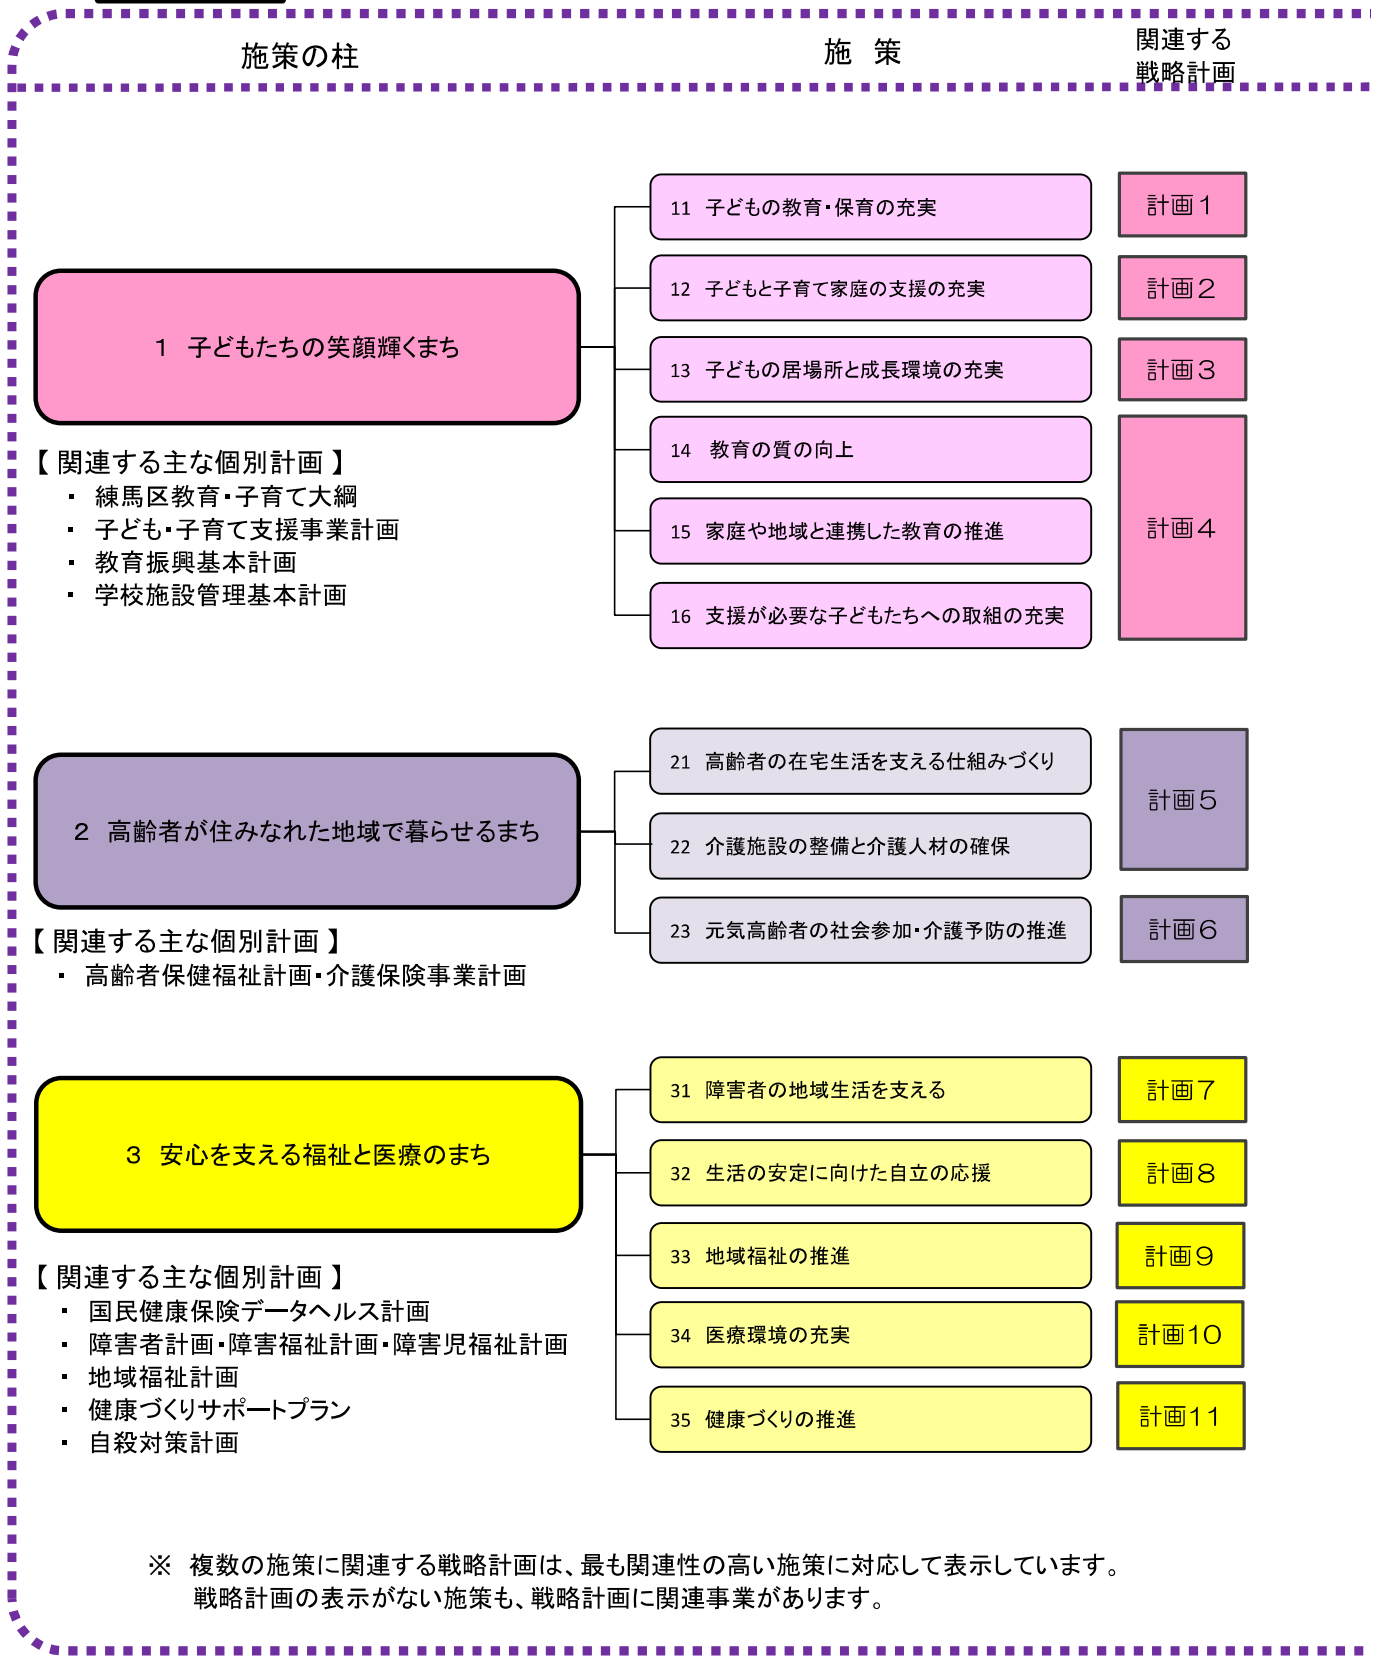 施策の柱
施　策
関連する
戦略計画
1　子どもたちの笑顔輝くまち
11　子どもの教育・保育の充実
計画１
12　子どもと子育て家庭の支援の充実
計画２
13　子どもの居場所と成長環境の充実
計画３
14　教育の質の向上
15　家庭や地域と連携した教育の推進
16　支援が必要な子どもたちへの取組の充実
計画４
【 関連する主な個別計画 】
・ 練馬区教育・子育て大綱
・ 子ども・子育て支援事業計画
・ 教育振興基本計画
・ 学校施設管理基本計画
2　高齢者が住みなれた地域で暮らせるまち
21　高齢者の在宅生活を支える仕組みづくり
22　介護施設の整備と介護人材の確保
計画５
23　元気高齢者の社会参加・介護予防の推進
計画６
【 関連する主な個別計画 】
・ 高齢者保健福祉計画・介護保険事業計画
3　安心を支える福祉と医療のまち
31　障害者の地域生活を支える
計画７
32　生活の安定に向けた自立の応援
計画８
33　地域福祉の推進
計画９
34　医療環境の充実
計画10
35　健康づくりの推進
計画11
【 関連する主な個別計画 】
・ 国民健康保険データヘルス計画
・ 障害者計画・障害福祉計画・障害児福祉計画
・ 地域福祉計画
・ 健康づくりサポートプラン
・ 自殺対策計画
※　複数の施策に関連する戦略計画は、最も関連性の高い施策に対応して表示しています。
戦略計画の表示がない施策も、戦略計画に関連事業があります。